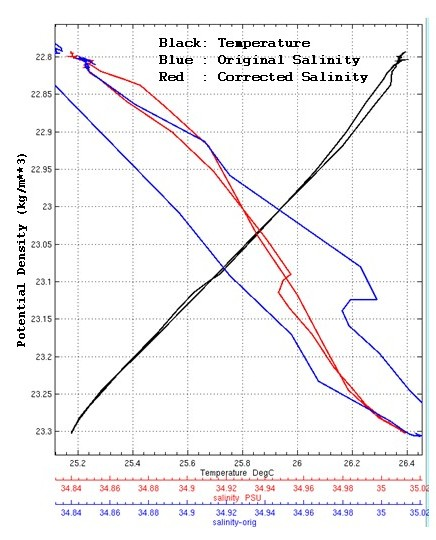 Black: Temperature
Blue : Original Salinity
Red : Corrected Salinity
Potential Density (kg/m**3)
22.8
22.85
22.9
22.95
23
23.05
23.1
23.15
23.2
23.25
23.3
25.2 25.4 25.6 25.8 26 26.2 26.4
Temperature DegC
34.84 34.86 34.88 34.9 34.92 34.94 34.96 34.98 35 35.02
salinity PSU
34.84 34.86 34.88 34.9 34.92 34.94 34.96 34.98 35 35.02
salinity-orig